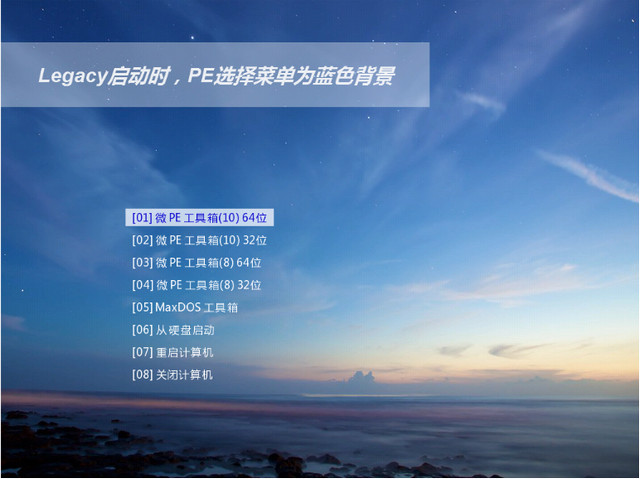 Legacy启动时，PE选择菜单为蓝色背景
[01] 微 PE 工具箱(10) 64位
[02] 微 PE 工具箱(10) 32位
[03] 微 PE 工具箱(8) 64位
[04] 微 PE 工具箱(8) 32位
[05] MaxDOS 工具箱
[06] 从硬盘启动
[07] 重启计算机
[08] 关闭计算机